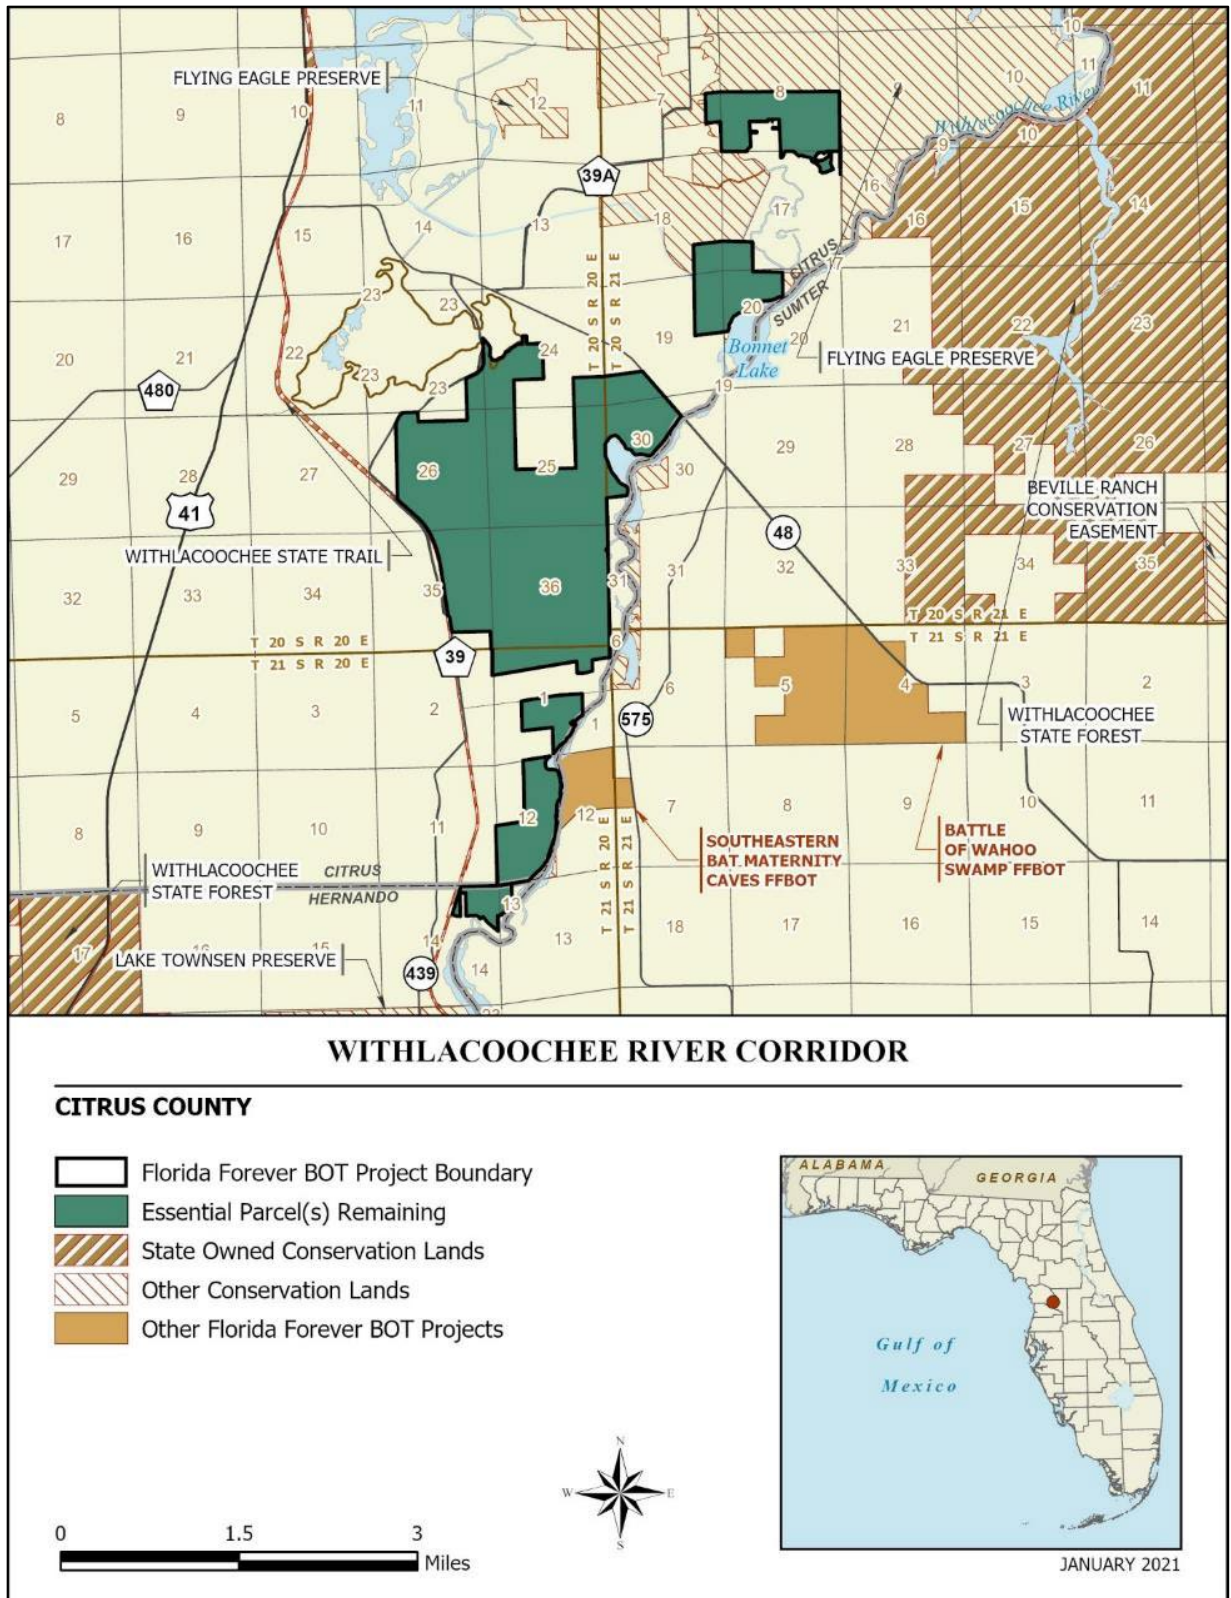 10
FLYING EAGLE PRESERVE
8
9
10
11
12
7
8
9
10
11
11
Withlacoochee River
39A
9
10
16
17
16
15
14
13
18
17
16
15
14
CITRUS
SUMTER
17
T 20 S R 20 E
T 20 S R 21 E
23
23
20
21
22
23
23
24
19
20
20
21
22
23
Bonnet
Lake
FLYING EAGLE PRESERVE
480
19
29
28
27
26
25
30
30
29
28
27
26
41
BEVILLE RANCH
CONSERVATION
EASEMENT
48
WITHLACOOCHEE STATE TRAIL
32
33
34
35
36
31
31
32
33
34
35
T 20 S R 20 E
T 21 S R 20 E
T 20 S R 21 E
T 21 S R 21 E
39
6
5
4
3
2
1
1
6
5
4
3
2
575
WITHLACOOCHEE
STATE FOREST
8
9
10
11
12
12
7
8
9
10
11
T 21 S R 20 E
T 21 S R 21 E
SOUTHEASTERN
BAT MATERNITY
CAVES FFBOT
BATTLE
OF WAHOO
SWAMP FFBOT
WITHLACOOCHEE
STATE FOREST
CITRUS
HERNANDO
17
16
15
14
13
13
18
17
16
15
14
LAKE TOWNSEN PRESERVE
439
14
WITHLACOOCHEE RIVER CORRIDOR
CITRUS COUNTY
Florida Forever BOT Project Boundary
Essential Parcel(s) Remaining
State Owned Conservation Lands
Other Conservation Lands
Other Florida Forever BOT Projects
ALABAMA
GEORGIA
Gulf of
Mexico
N
W
E
S
0 1.5 3
Miles
JANUARY 2021